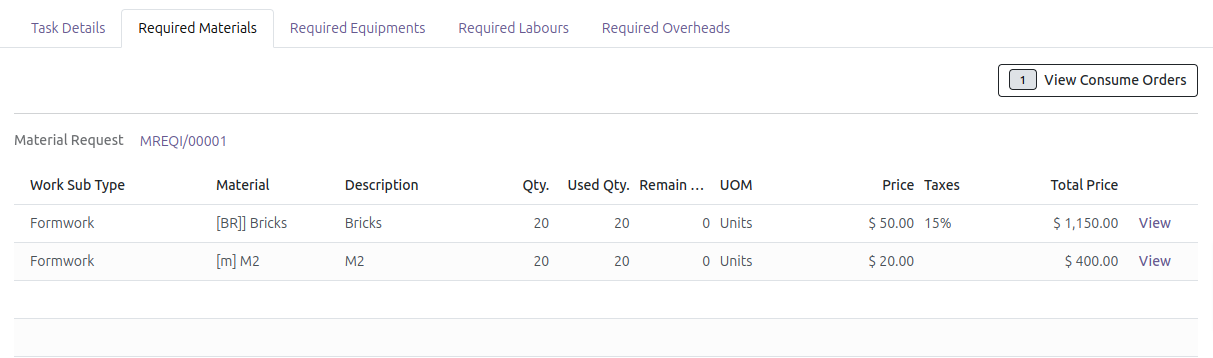 Task Details Required Materials Required Equipments Required Labours Required Overheads
1 View Consume Orders
Material Request MREQI/00001
Work Sub Type Material Description Qty. Used Qty. Remain ... UOM Price Taxes Total Price
Formwork [BR]] Bricks Bricks 20 20 0 Units $ 50.00 15% $ 1,150.00 View
Formwork [m] M2 M2 20 20 0 Units $ 20.00 $ 400.00 View